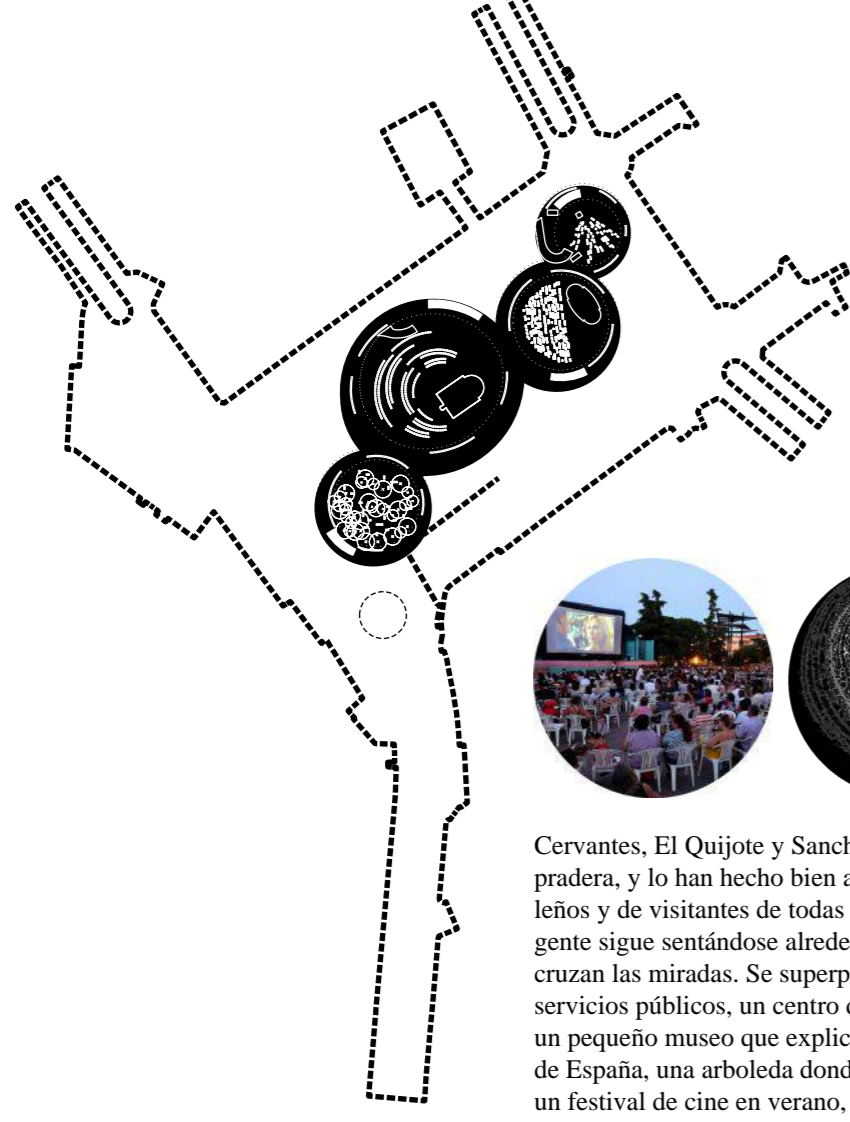 Cervantes, El Quijote y Sanch
pradera, y lo han hecho bien a
leños y de visitantes de todas
gente sigue sentándose alrede
cruzan las miradas. Se superp
servicios públicos, un centro
un pequeño museo que explic
de España, una arboleda dond
un festival de cine en verano,